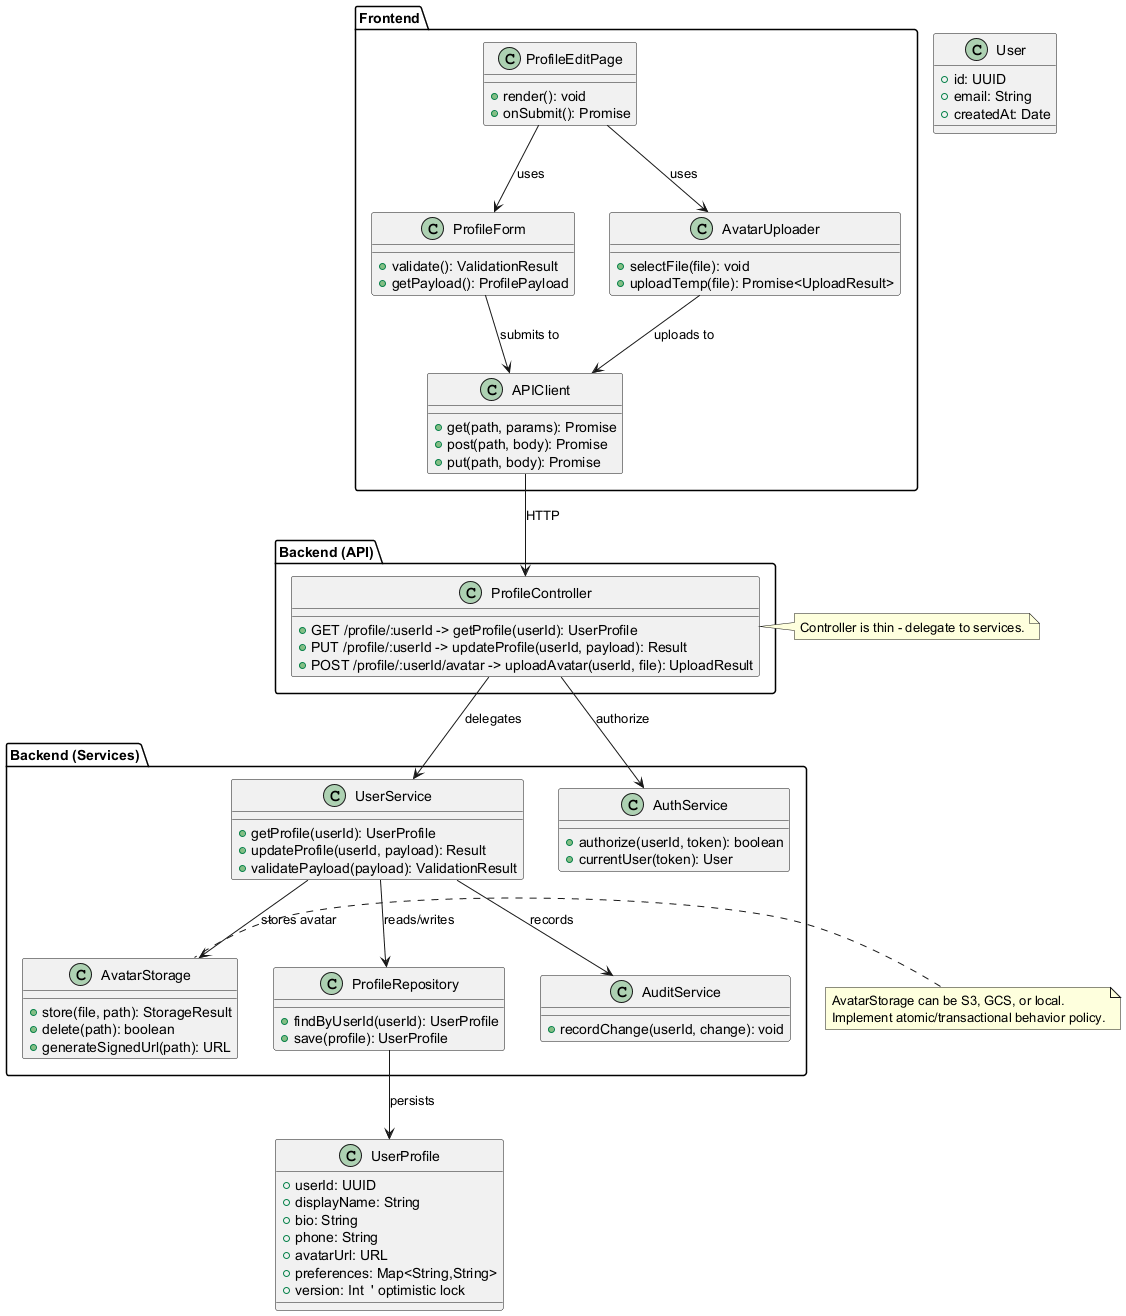 Frontend
C ProfileEditPage
render(): void
onSubmit(): Promise
C User
id: UUID
email: String
createdAt: Date
uses
uses
C ProfileForm
validate(): ValidationResult
getPayload(): ProfilePayload
C AvatarUploader
selectFile(file): void
uploadTemp(file): Promise<UploadResult>
submits to
uploads to
C APIClient
get(path, params): Promise
post(path, body): Promise
put(path, body): Promise
HTTP
Backend (API)
C ProfileController
GET /profile/:userId -> getProfile(userId): UserProfile
PUT /profile/:userId -> updateProfile(userId, payload): Result
POST /profile/:userId/avatar -> uploadAvatar(userId, file): UploadResult
Controller is thin - delegate to services.
delegates
authorize
Backend (Services)
C UserService
getProfile(userId): UserProfile
updateProfile(userId, payload): Result
validatePayload(payload): ValidationResult
C AuthService
authorize(userId, token): boolean
currentUser(token): User
stores avatar
reads/writes
records
C AvatarStorage
store(file, path): StorageResult
delete(path): boolean
generateSignedUrl(path): URL
C ProfileRepository
findByUserId(userId): UserProfile
save(profile): UserProfile
C AuditService
recordChange(userId, change): void
AvatarStorage can be S3, GCS, or local.
Implement atomic/transactional behavior policy.
persists
C UserProfile
userId: UUID
displayName: String
bio: String
phone: String
avatarUrl: URL
preferences: Map<String,String>
version: Int  ' optimistic lock